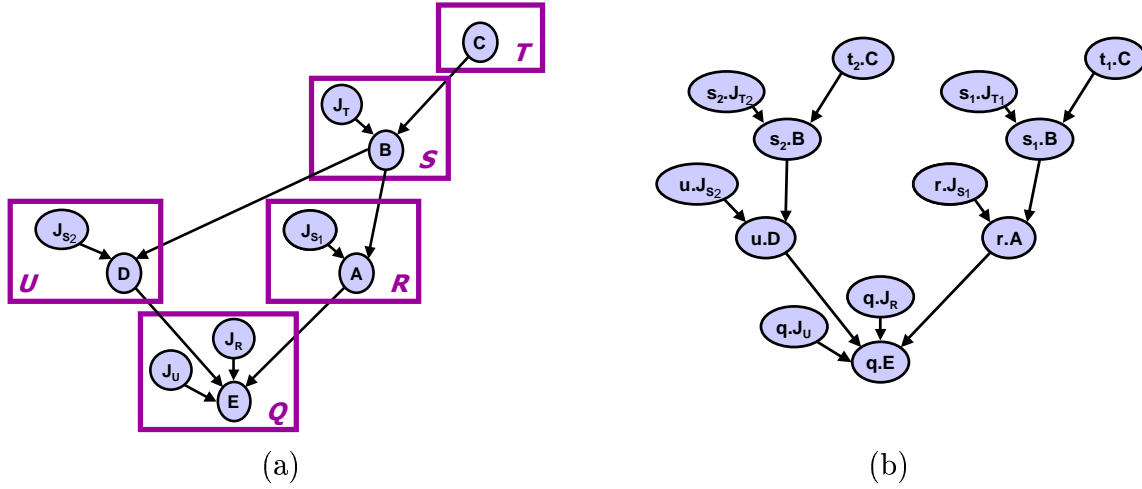 C
T
J_T
B
S
J_S2
D
U
J_S1
A
R
J_R
J_U
E
Q
(a)
t₂.C
t₁.C
s₂.J_T2
s₁.J_T1
s₂.B
s₁.B
u.J_S2
r.J_S1
u.D
r.A
q.J_R
q.J_U
q.E
(b)